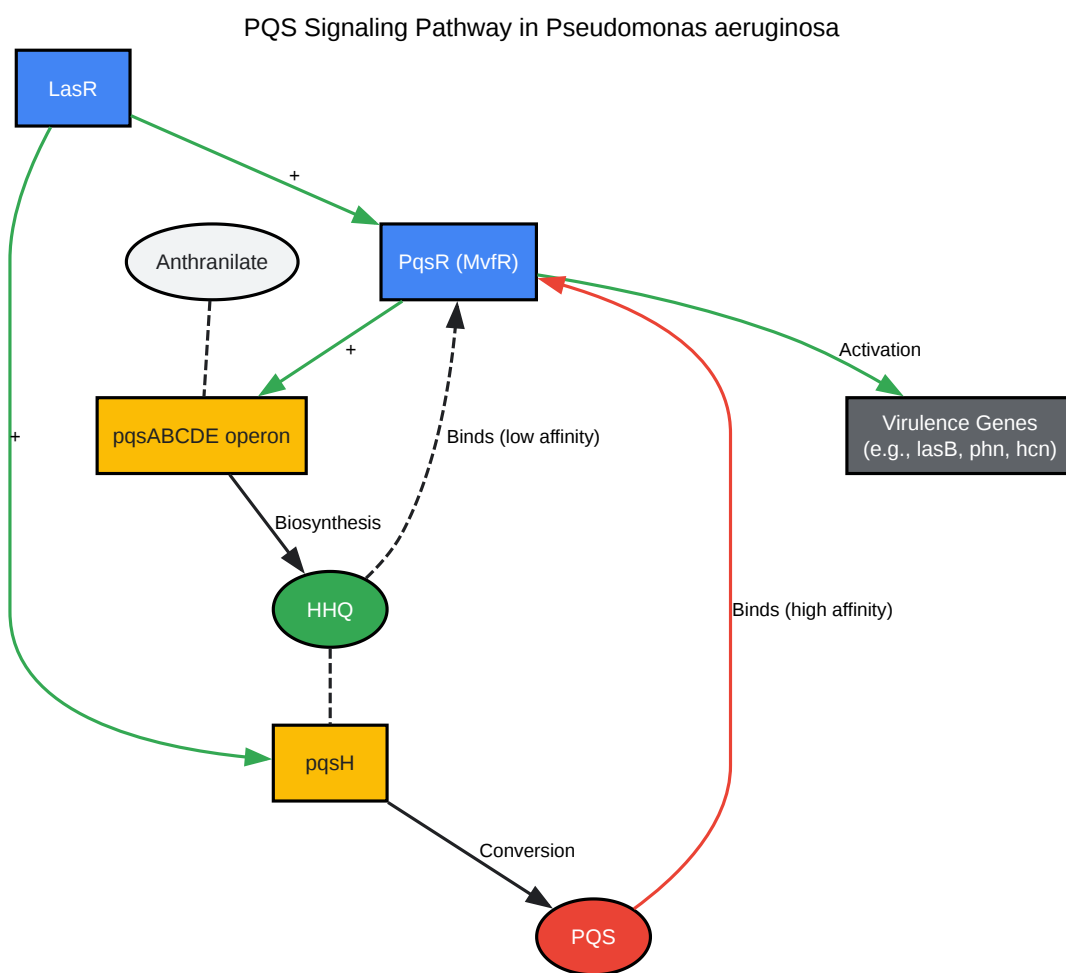 PQS Signaling Pathway in Pseudomonas aeruginosa
LasR
+
Anthranilate
PqsR (MvfR)
+
Activation
pqsABCDE operon
+
Binds (low affinity)
Virulence Genes
(e.g., lasB, phn, hcn)
Biosynthesis
HHQ
Binds (high affinity)
pqsH
Conversion
PQS